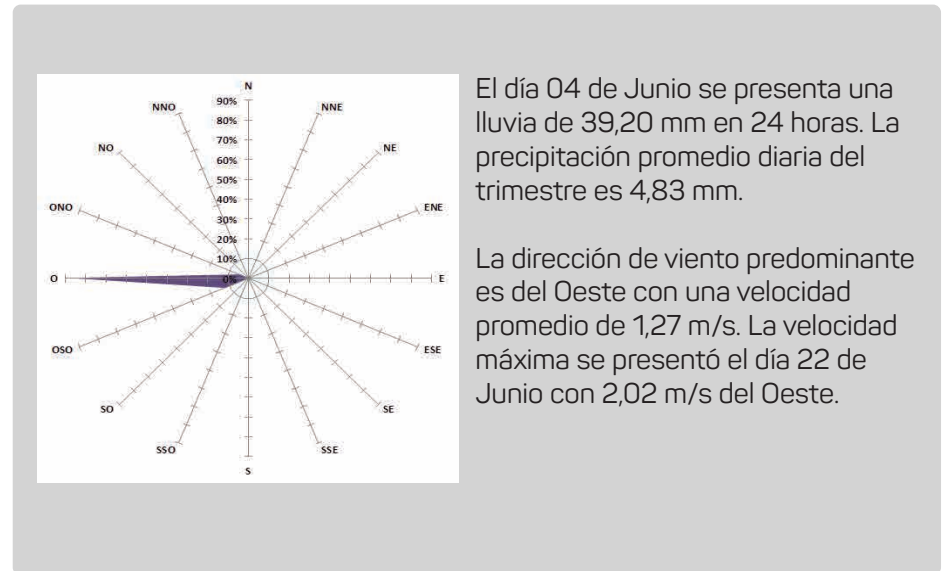 N
NNO
90%
NNE
80%
70%
NO
60%
NE
50%
40%
ONO
30%
ENE
20%
10%
O
0%
E
OSO
ESE
SO
SE
SSO
SSE
S
El día 04 de Junio se presenta una
lluvia de 39,20 mm en 24 horas. La
precipitación promedio diaria del
trimestre es 4,83 mm.
La dirección de viento predominante
es del Oeste con una velocidad
promedio de 1,27 m/s. La velocidad
máxima se presentó el día 22 de
Junio con 2,02 m/s del Oeste.